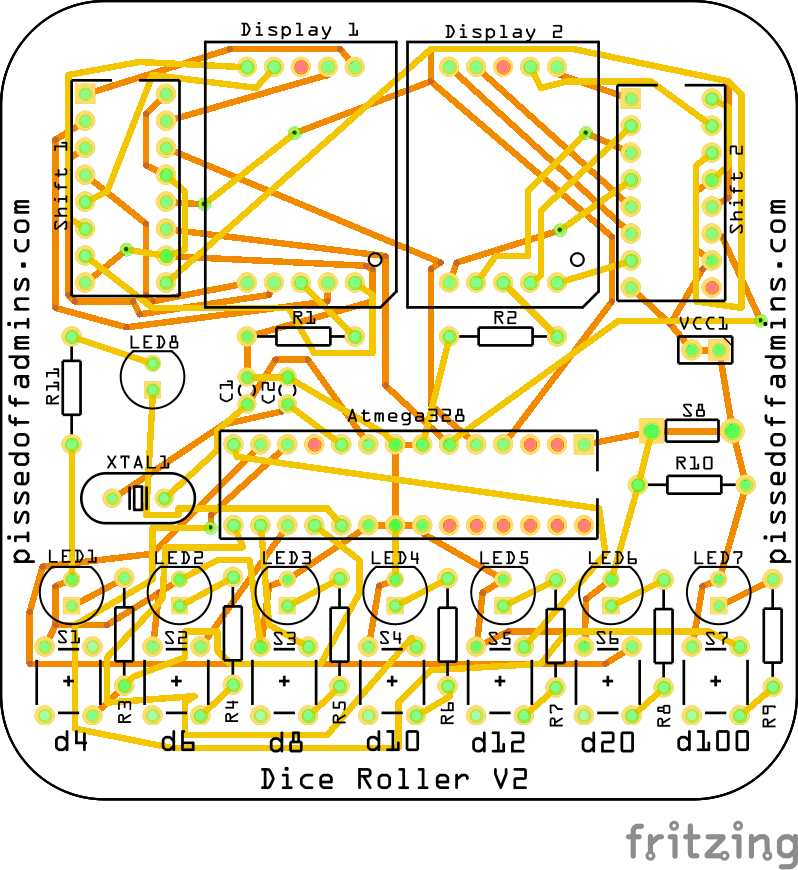 Display 1
Display 2
Shift 1
Shift 2
pissedoffadmins.com
pissedoffadmins.com
R1
R2
VCC1
LED8
R11
C1
C2
Atmega328
S8
XTAL1
R10
LED1
LED2
LED3
LED4
LED5
LED6
LED7
S1
S2
S3
S4
S5
S6
S7
R3
R4
R5
R6
R7
R8
R9
d4
d6
d8
d10
d12
d20
d100
Dice Roller V2
fritzing